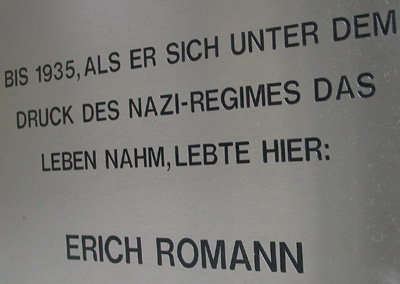 BIS 1935, ALS ER SICH UNTER DEM
DRUCK DES NAZI-REGIMES DAS
LEBEN NAHM, LEBTE HIER:
ERICH ROMANN